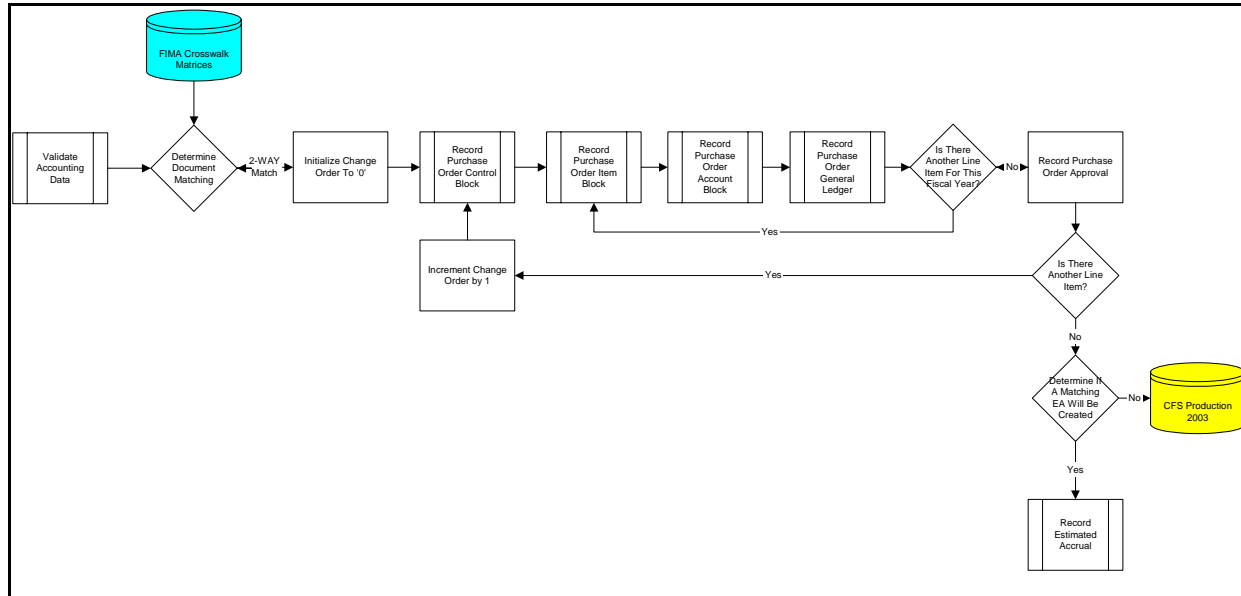 FIMA Crosswalk
Matrices
Validate
Accounting
Data
Determine
Document
Matching
2-WAY
Match
Initialize Change
Order To '0'
Record
Purchase
Order Control
Block
Record
Purchase
Order Item
Block
Record
Purchase
Order
Account
Block
Record
Purchase
Order
General
Ledger
Is There
Another Line
Item For This
Fiscal Year?
No
Record Purchase
Order Approval
Yes
Increment Change
Order by 1
Yes
Is There
Another Line
Item?
No
Determine If
A Matching
EA Will Be
Created
No
CFS Production
2003
Yes
Record
Estimated
Accrual